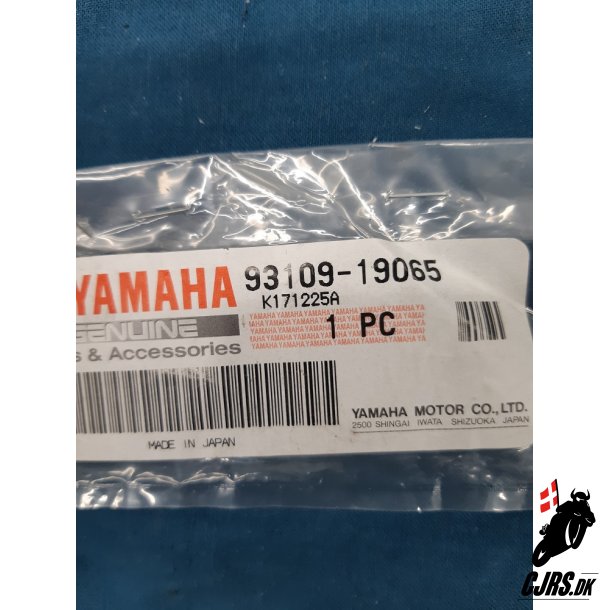 YAMAHA 93109-19065
K171225A
GENUINE
s & Accessories
1 PC
YAMAHA MOTOR CO.,LTD.
2500 SHINGAI IWATA SHIZUOKA JAPAN
MADE IN JAPAN
CJRS.DK